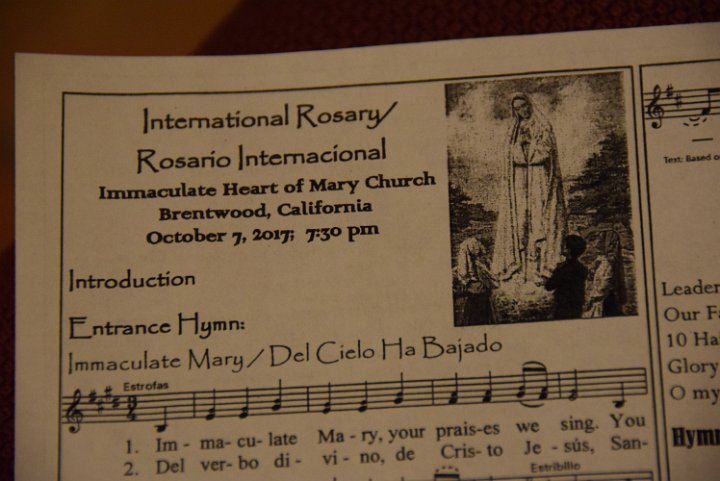 International Rosary/
Rosario Internacional
Immaculate Heart of Mary Church
Brentwood, California
October 7, 2017; 7:30 pm
Introduction
Entrance Hymn:
Immaculate Mary / Del Cielo Ha Bajado
Estrofas
1. Im- ma- cu- late Ma- ry, your prais- es we sing. You
2. Del ver- bo di- vi- no, de Cris- to Je- sús, San-
Estribillo
Text: Based o
Leader
Our Fa
10 Ha
Glory
O my
Hymn